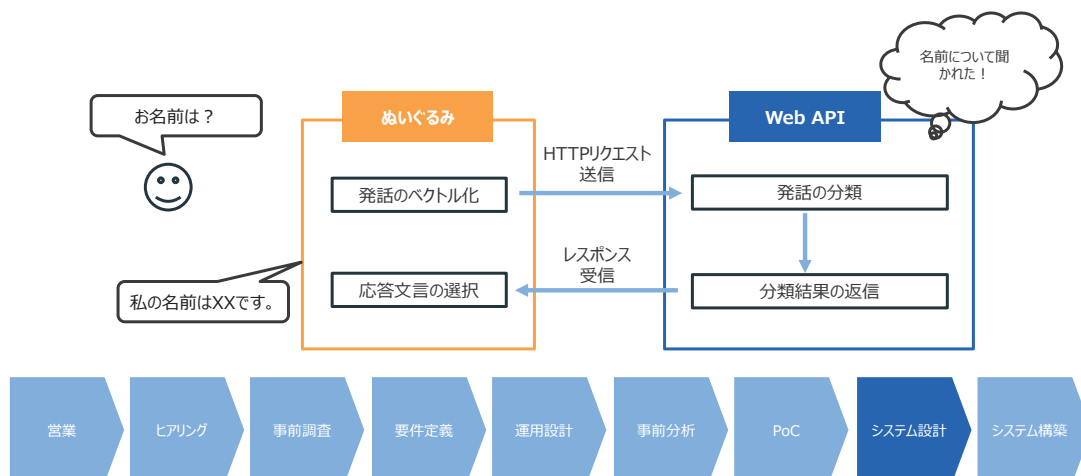 名前について聞
かれた！
お名前は？
ぬいぐるみ
Web API
HTTPリクエスト
送信
発話のベクトル化
発話の分類
レスポンス
受信
私の名前はXXです。
応答文言の選択
分類結果の返信
営業
ヒアリング
事前調査
要件定義
運用設計
事前分析
PoC
システム設計
システム構築